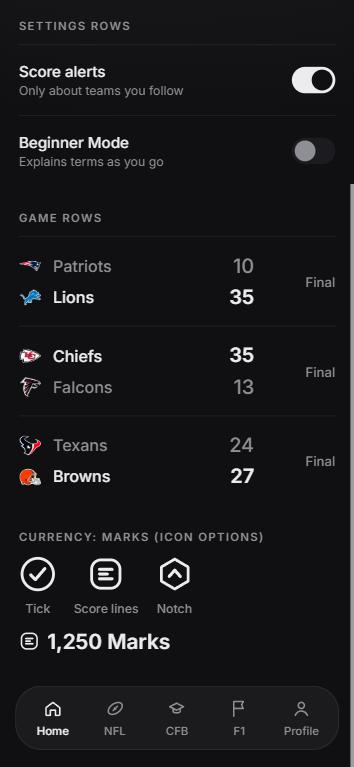 SETTINGS ROWS
Score alerts
Only about teams you follow
Beginner Mode
Explains terms as you go
GAME ROWS
Patriots 10
Final
Lions 35
Chiefs 35
Final
Falcons 13
Texans 24
Final
Browns 27
CURRENCY: MARKS (ICON OPTIONS)
Tick Score lines Notch
1,250 Marks
Home NFL CFB F1 Profile